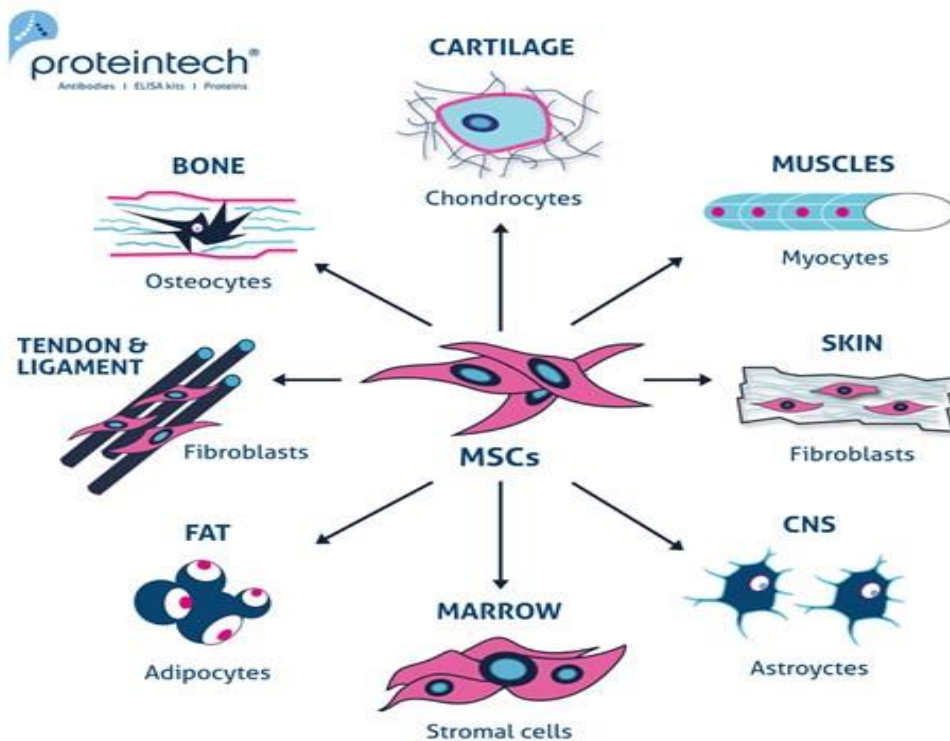 proteintech®
Antibodies | ELISA kits | Proteins
CARTILAGE
Chondrocytes
BONE
Osteocytes
MUSCLES
Myocytes
TENDON &
LIGAMENT
Fibroblasts
MSCs
SKIN
Fibroblasts
FAT
Adipocytes
MARROW
Stromal cells
CNS
Astroyctes